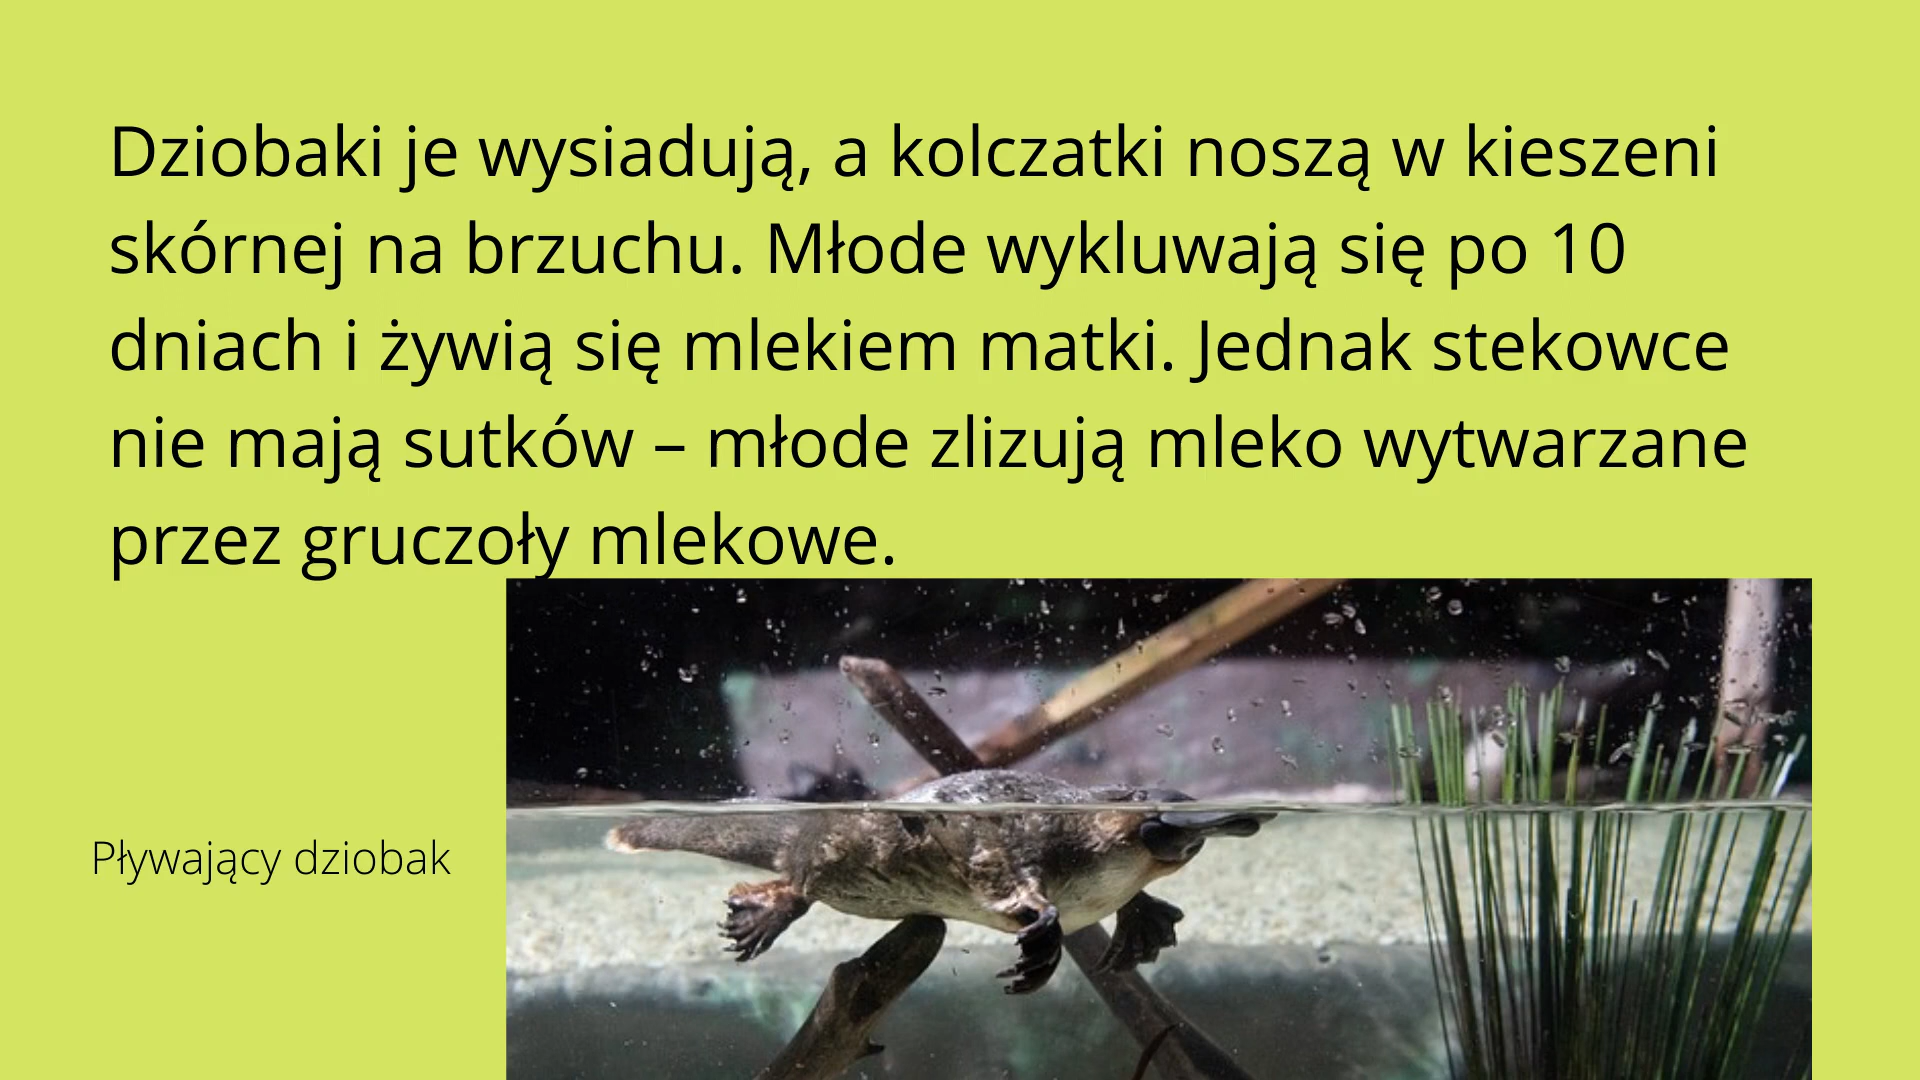 Dziobaki je wysiadują, a kolczatki noszą w kieszeni
skórnej na brzuchu. Młode wykluwają się po 10
dniach i żywią się mlekiem matki. Jednak stekowce
nie mają sutków – młode zlizują mleko wytwarzane
przez gruczoły mlekowe.
Pływający dziobak